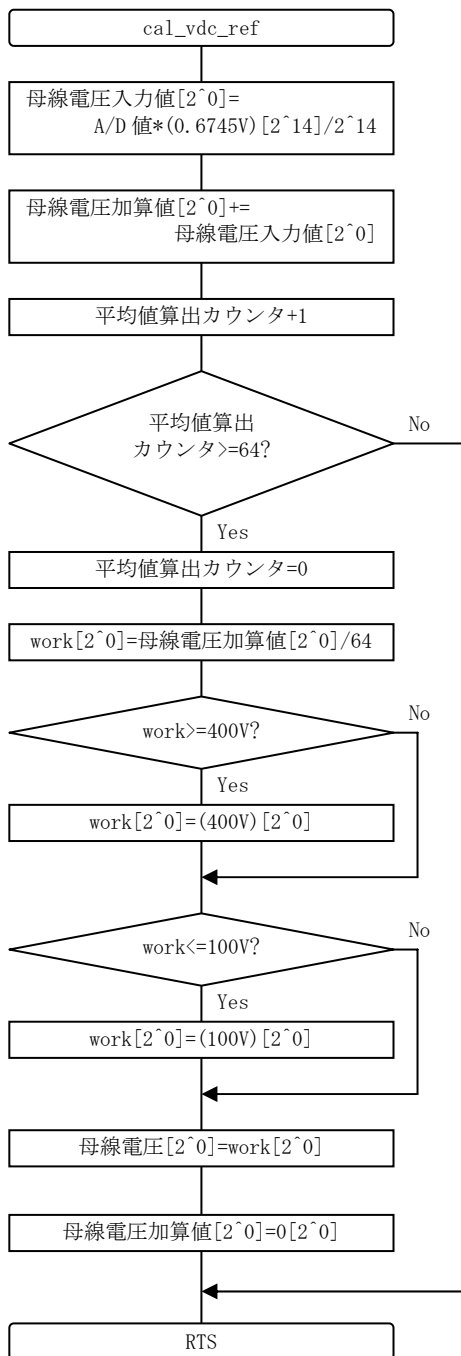 cal_vdc_ref
母線電圧入力値[2^0]=
A/D 値*(0.6745V)[2^14]/2^14
母線電圧加算値[2^0]+=
母線電圧入力値[2^0]
平均値算出カウンタ+1
平均値算出
カウンタ>=64?
No
Yes
平均値算出カウンタ=0
work[2^0]=母線電圧加算値[2^0]/64
work>=400V?
No
Yes
work[2^0]=(400V)[2^0]
work<=100V?
No
Yes
work[2^0]=(100V)[2^0]
母線電圧[2^0]=work[2^0]
母線電圧加算値[2^0]=0[2^0]
RTS